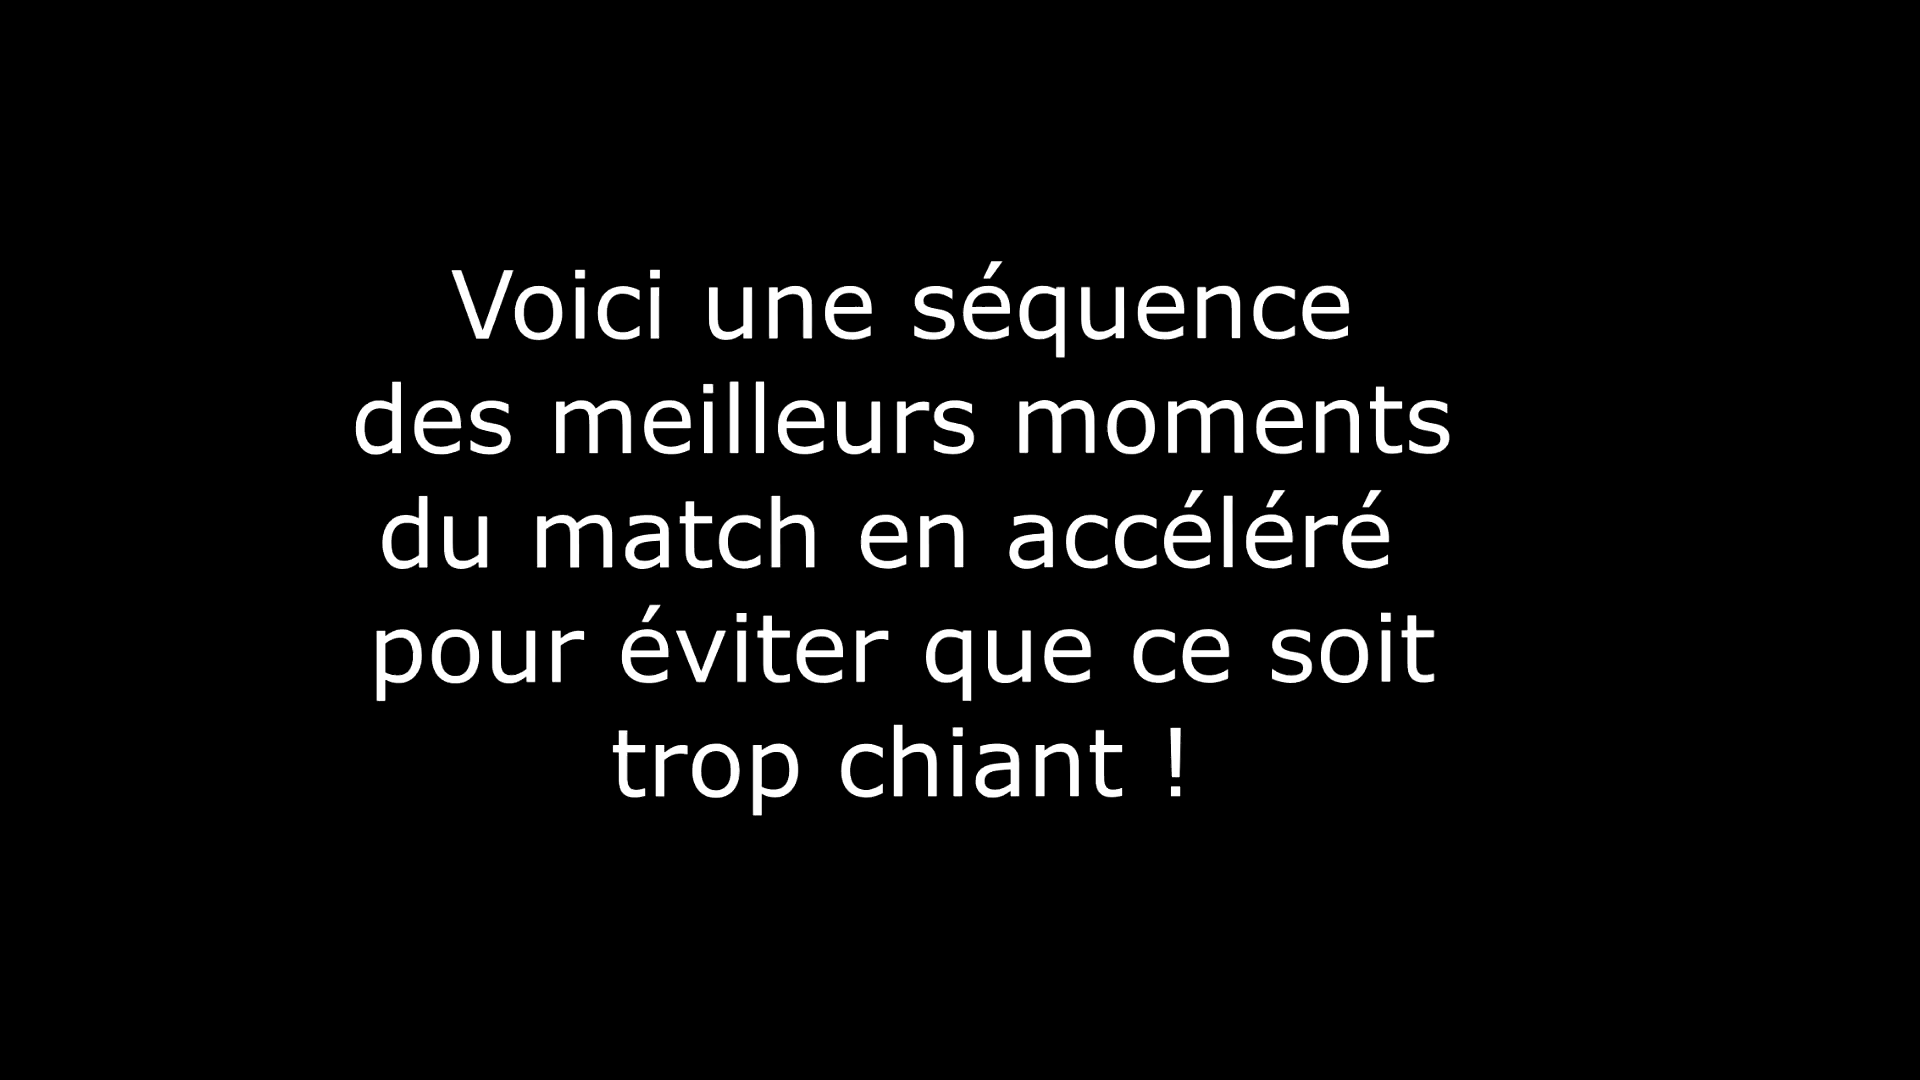 Voici une séquence
des meilleurs moments
du match en accéléré
pour éviter que ce soit
trop chiant !